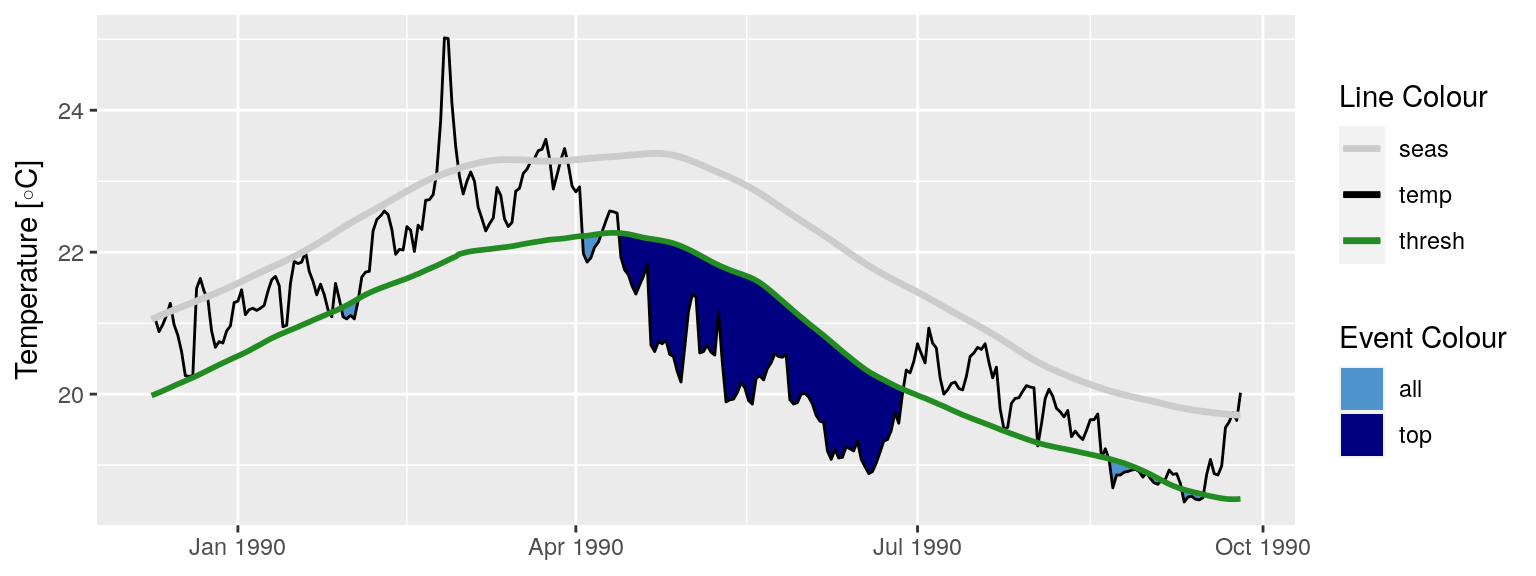 Temperature [◦C]
24
22
20
Jan 1990
Apr 1990
Jul 1990
Oct 1990
Line Colour
seas
temp
thresh
Event Colour
all
top